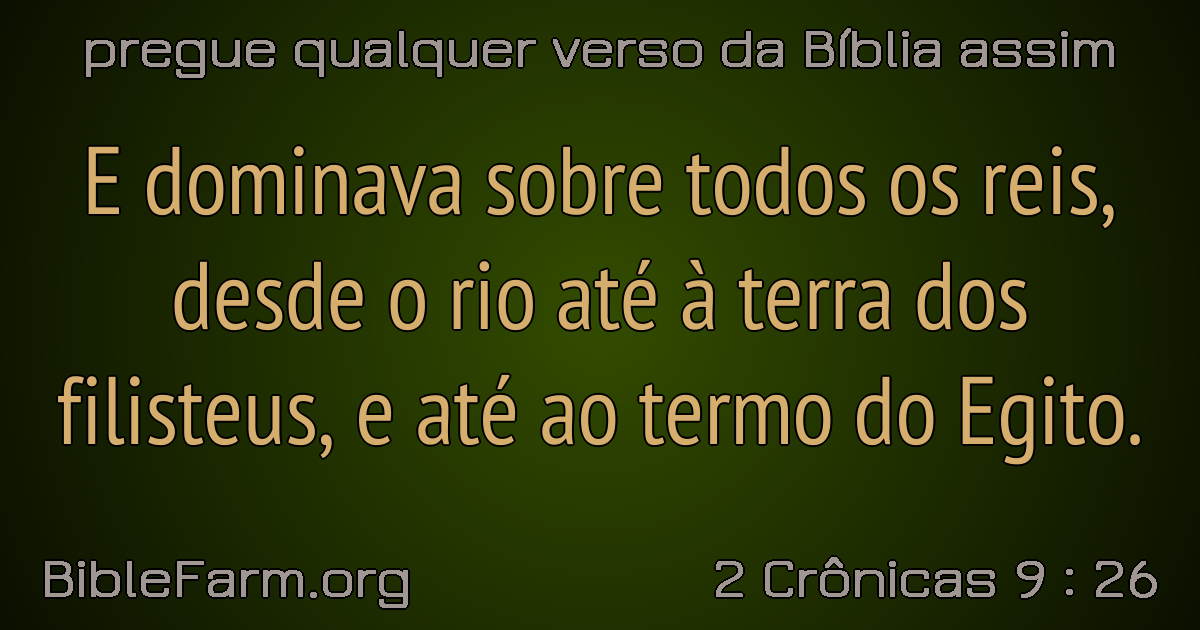 pregue qualquer verso da Bíblia assim
E dominava sobre todos os reis,
desde o rio até à terra dos
filisteus, e até ao termo do Egito.
BibleFarm.org
2 Crônicas 9 : 26